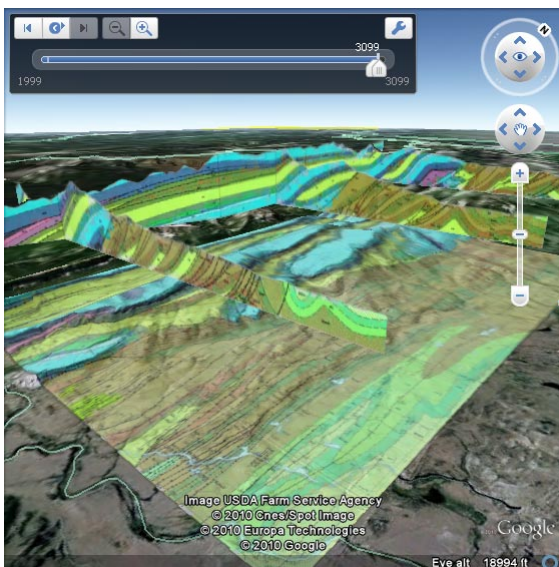 3099
1999
3099
N
Image USDA Farm Service Agency
© 2010 Cnes/Spot Image
© 2010 Europa Technologies
© 2010 Google
Google
Eye alt 18994 ft